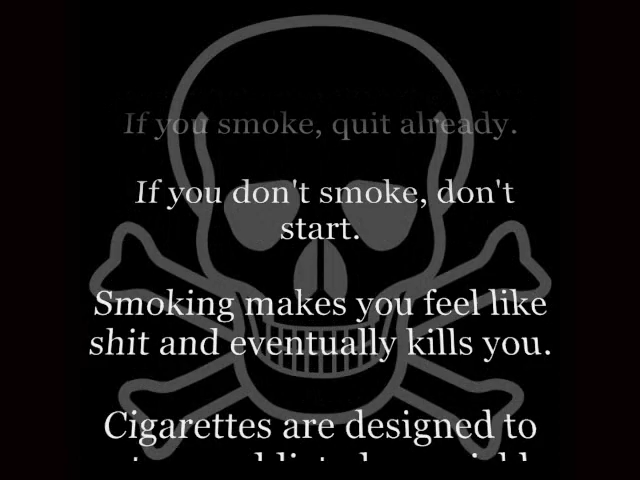 If you smoke, quit already.
If you don't smoke, don't
start.
Smoking makes you feel like
shit and eventually kills you.
Cigarettes are designed to